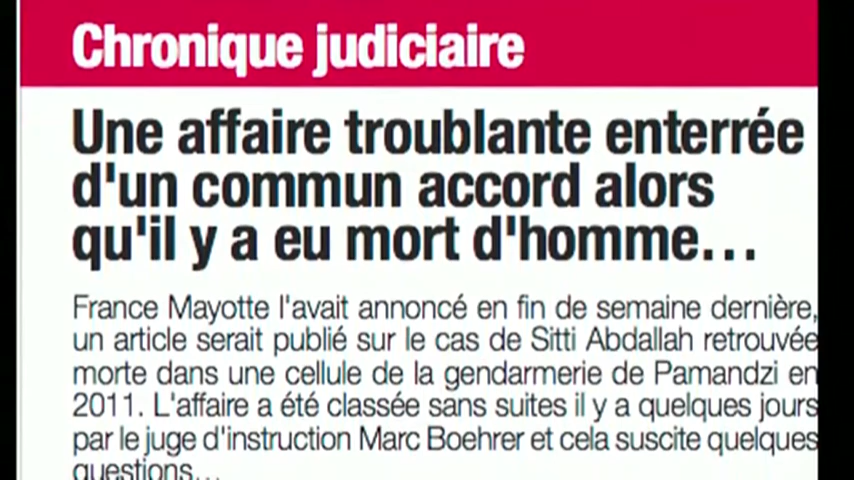 Chronique judiciaire
Une affaire troublante enterrée
d'un commun accord alors
qu'il y a eu mort d'homme...
France Mayotte l'avait annoncé en fin de semaine dernière,
un article serait publié sur le cas de Sitti Abdallah retrouvée
morte dans une cellule de la gendarmerie de Pamandzi en
2011. L'affaire a été classée sans suites il y a quelques jours
par le juge d'instruction Marc Boehrer et cela suscite quelques
questions...